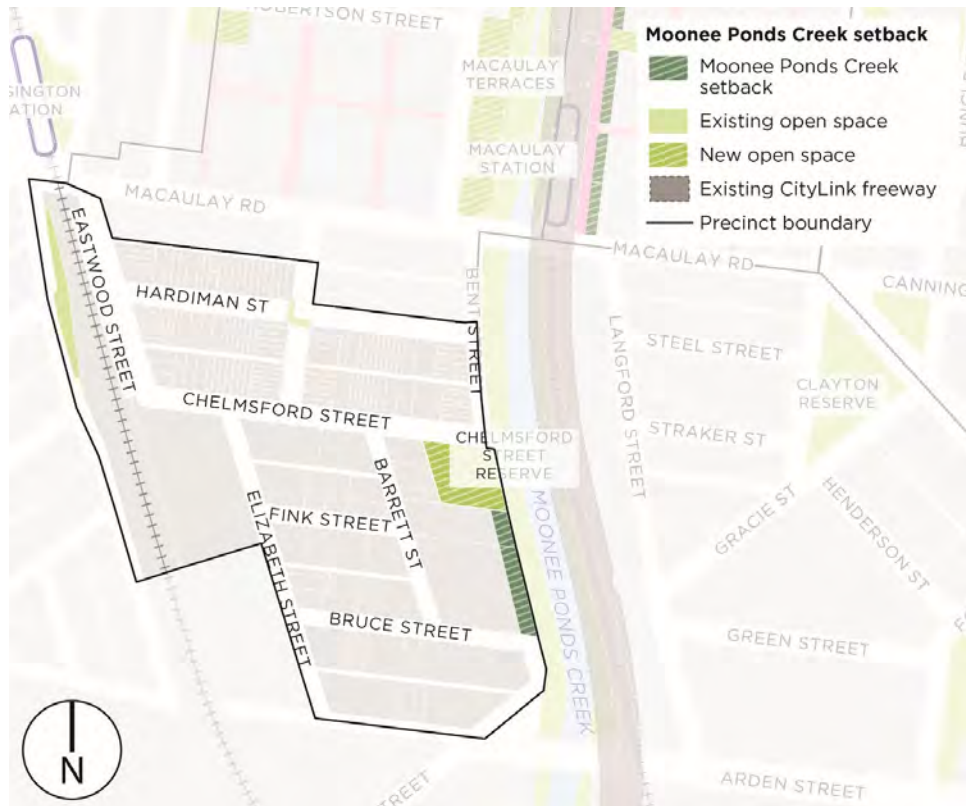 ROBERTSON STREET
Moonee Ponds Creek setback
Moonee Ponds Creek
setback
Existing open space
New open space
Existing CityLink freeway
Precinct boundary
MACAULAY
TERRACES
MACAULAY
STATION
SINGTON
ATION
MACAULAY RD
MACAULAY RD
EASTWOOD STREET
HARDIMAN ST
BENT STREET
CANNING
LANGFORD STREET
STEEL STREET
CLAYTON
RESERVE
CHELMSFORD STREET
CHELMSFORD
STREET
RESERVE
STRAKER ST
BARRETT ST
ELIZABETH STREET
FINK STREET
MOONEE PONDS CREEK
GRACIE ST
HENDERSON ST
BRUCE STREET
GREEN STREET
N
REET
ARDEN STREET